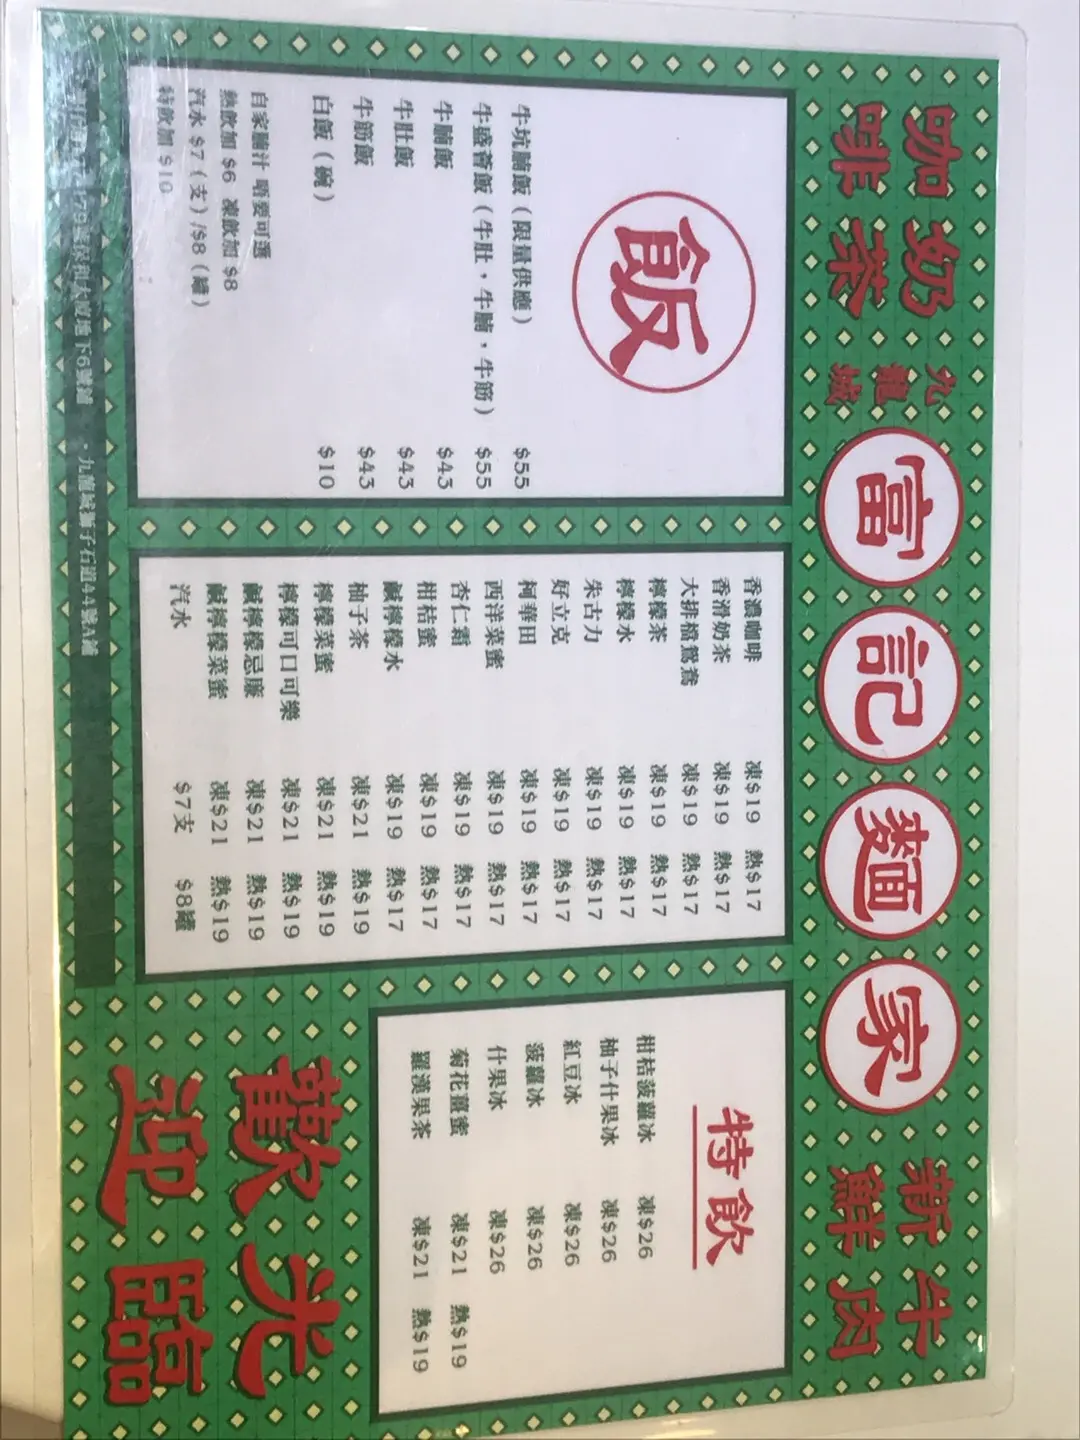 咖啡 奶茶
九龍城
富記麵家
新鮮 牛肉
飯
牛坑腩飯（限量供應） $55
牛盛薈飯（牛肚，牛腩，牛筋） $55
牛腩飯 $43
牛肚飯 $43
牛筋飯 $43
白飯（碗） $10
自家腩汁 唔要可選
熱飲加 $6 凍飲加 $8
汽水 $7（支）/$8（罐）
特飲加 $10
香濃咖啡 凍$19 熱$17
香滑奶茶 凍$19 熱$17
大排檔鴛鴦 凍$19 熱$17
檸檬茶 凍$19 熱$17
檸檬水 凍$19 熱$17
朱古力 凍$19 熱$17
好立克 凍$19 熱$17
柯華田 凍$19 熱$17
西洋菜蜜 凍$19 熱$17
杏仁霜 凍$19 熱$17
柑桔蜜 凍$19 熱$17
鹹檸檬水 凍$19 熱$17
柚子茶 凍$21 熱$19
檸檬菜蜜 凍$21 熱$19
檸檬可口可樂 凍$21 熱$19
鹹檸檬忌廉 凍$21 熱$19
鹹檸檬菜蜜 凍$21 熱$19
汽水 $7支 $8罐
特飲
柑桔菠蘿冰 凍$26
柚子什果冰 凍$26
紅豆冰 凍$26
菠蘿冰 凍$26
什果冰 凍$26
菊花薑蜜 凍$21 熱$19
羅漢果茶 凍$21 熱$19
歡迎光臨
大廈地下6號舖 · 九龍城獅子石道44號A舖